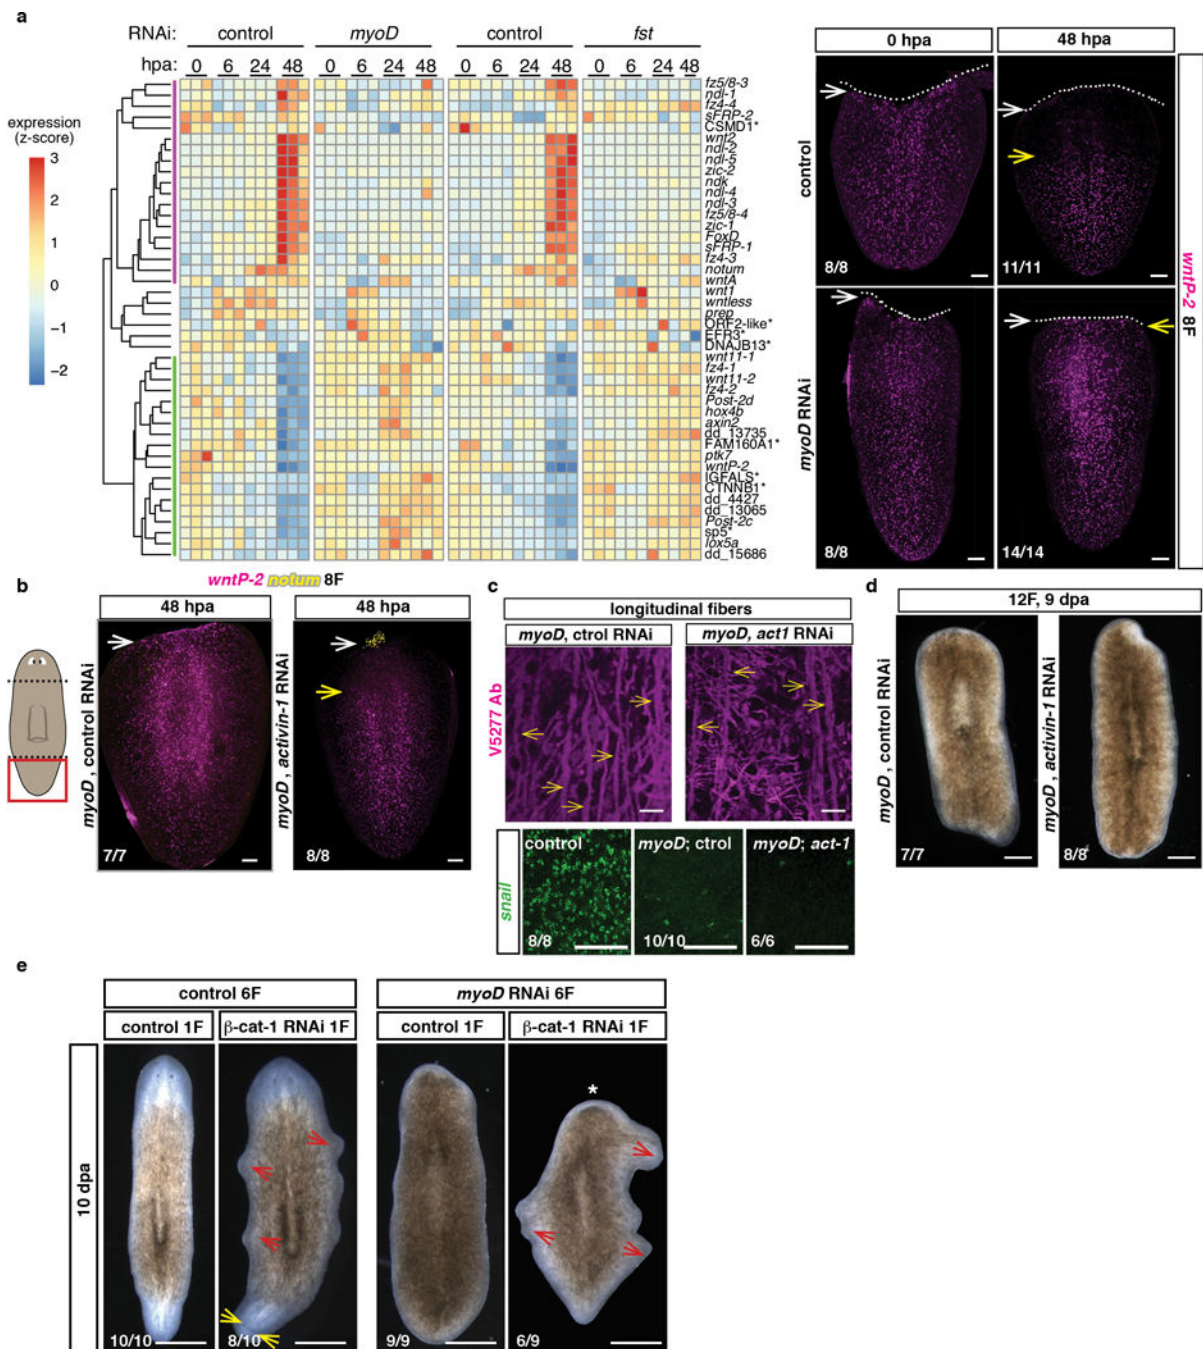 a
RNAi: control myoD control fst
hpa: 0 6 24 48 0 6 24 48 0 6 24 48 0 6 24 48
expression
(z-score)
3
2
1
0
−1
−2
fz5/8-3
ndl-1
fz4-4
sFRP-2
CSMD1*
wnt2
ndl-2
ndl-5
zic-2
ndk
ndl-4
ndl-3
fz5/8-4
zic-1
FoxD
sFRP-1
fz4-3
notum
wntA
wnt1
wntless
prep
ORF2-like*
EFR3*
DNAJB13*
wnt11-1
fz4-1
wnt11-2
fz4-2
Post-2d
hox4b
axin2
dd_13735
FAM160A1*
ptk7
wntP-2
IGFALS*
CTNNB1*
dd_4427
dd_13065
Post-2c
sp5*
lox5a
dd_15686
0 hpa 48 hpa
control
8/8 11/11
myoD RNAi
8/8 14/14
wntP-2 8F
b
wntP-2 notum 8F
48 hpa 48 hpa
myoD, control RNAi
7/7
myoD, activin-1 RNAi
8/8
c
longitudinal fibers
myoD, ctrol RNAi myoD, act1 RNAi
V5277 Ab
snail
control myoD; ctrol myoD; act-1
8/8 10/10 6/6
d
12F, 9 dpa
myoD, control RNAi
7/7
myoD, activin-1 RNAi
8/8
e
control 6F myoD RNAi 6F
control 1F β-cat-1 RNAi 1F control 1F β-cat-1 RNAi 1F
10 dpa
*
10/10 8/10 9/9 6/9